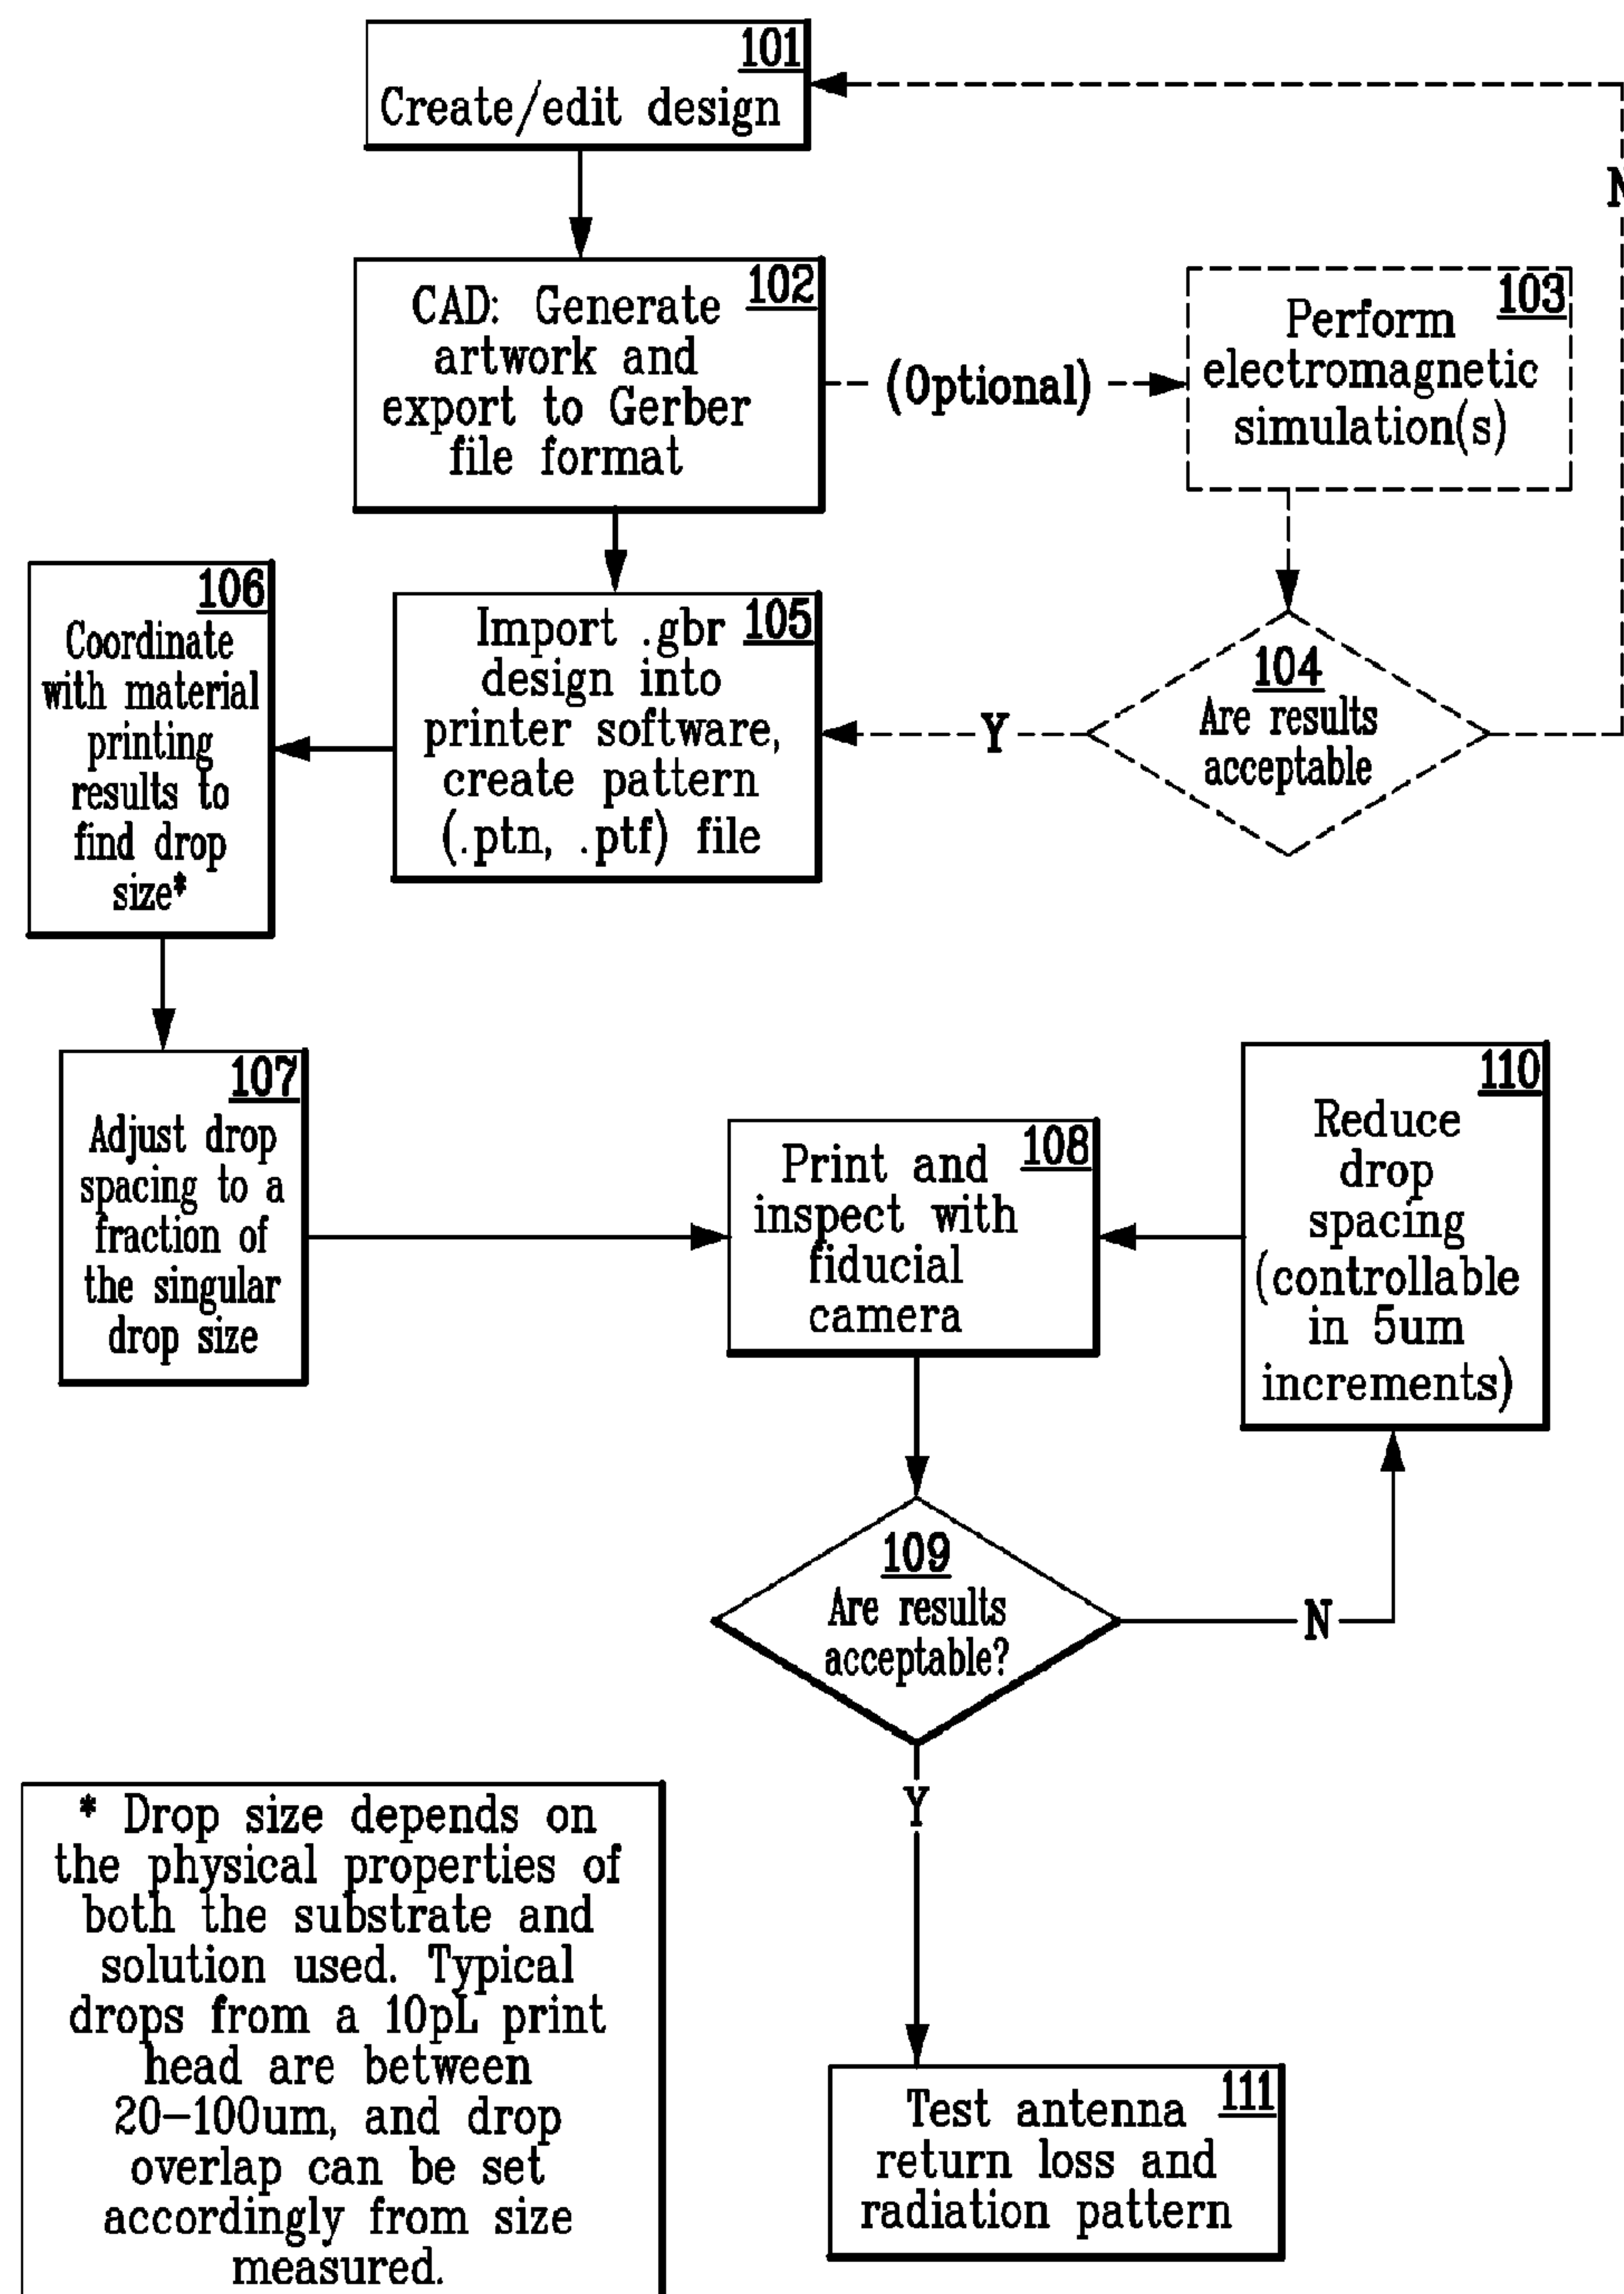 101
Create/edit design
N
102
CAD: Generate
artwork and
export to Gerber
file format
(Optional)
103
Perform
electromagnetic
simulation(s)
104
Are results
acceptable
Y
105
Import .gbr
design into
printer software,
create pattern
(.ptn, .ptf) file
106
Coordinate
with material
printing
results to
find drop
size*
107
Adjust drop
spacing to a
fraction of
the singular
drop size
108
Print and
inspect with
fiducial
camera
110
Reduce
drop
spacing
(controllable
in 5um
increments)
109
Are results
acceptable?
N
Y
111
Test antenna
return loss and
radiation pattern
* Drop size depends on
the physical properties of
both the substrate and
solution used. Typical
drops from a 10pL print
head are between
20-100um, and drop
overlap can be set
accordingly from size
measured.